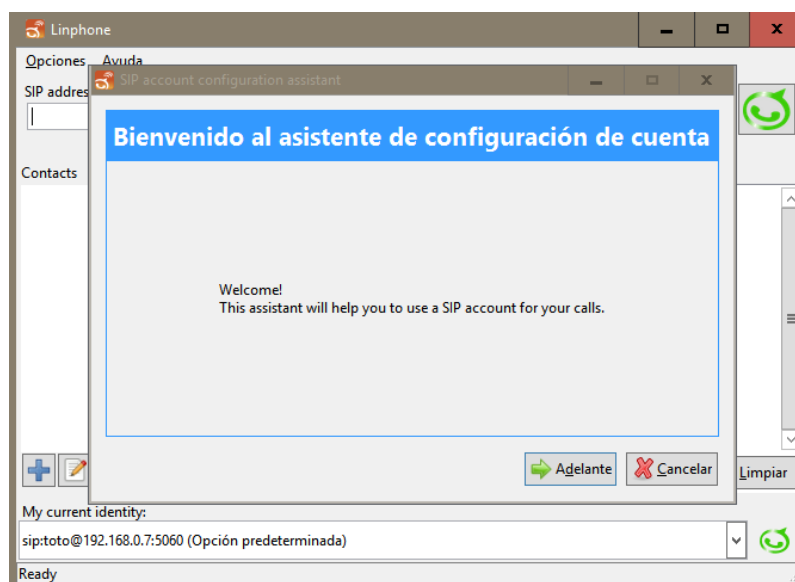 Linphone
Opciones Ayuda
SIP addres
SIP account configuration assistant
Bienvenido al asistente de configuración de cuenta
Contacts
Welcome!
This assistant will help you to use a SIP account for your calls.
Adelante Cancelar
Limpiar
My current identity:
sip:toto@192.168.0.7:5060 (Opción predeterminada)
Ready